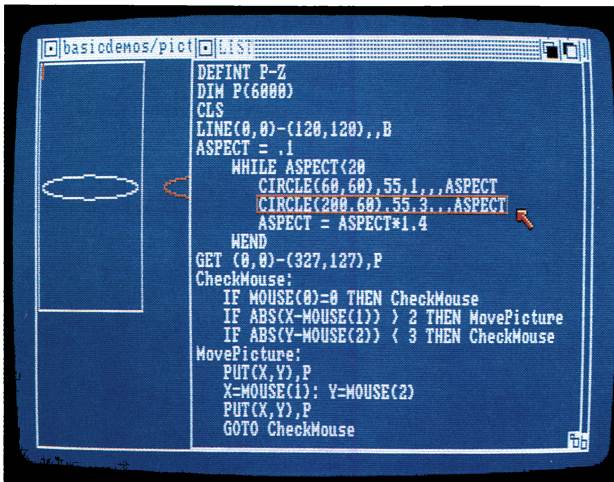 basicdemos/pict LIST
DEFINT P-Z
DIM P(6000)
CLS
LINE(0,0)-(120,120),,B
ASPECT = .1
WHILE ASPECT<20
CIRCLE(60,60),55,1,,,ASPECT
CIRCLE(200,60),55,3,,,ASPECT
ASPECT = ASPECT*1.4
WEND
GET (0,0)-(327,127),P
CheckMouse:
IF MOUSE(0)=0 THEN CheckMouse
IF ABS(X-MOUSE(1)) > 2 THEN MovePicture
IF ABS(Y-MOUSE(2)) < 3 THEN CheckMouse
MovePicture:
PUT(X,Y),P
X=MOUSE(1): Y=MOUSE(2)
PUT(X,Y),P
GOTO CheckMouse